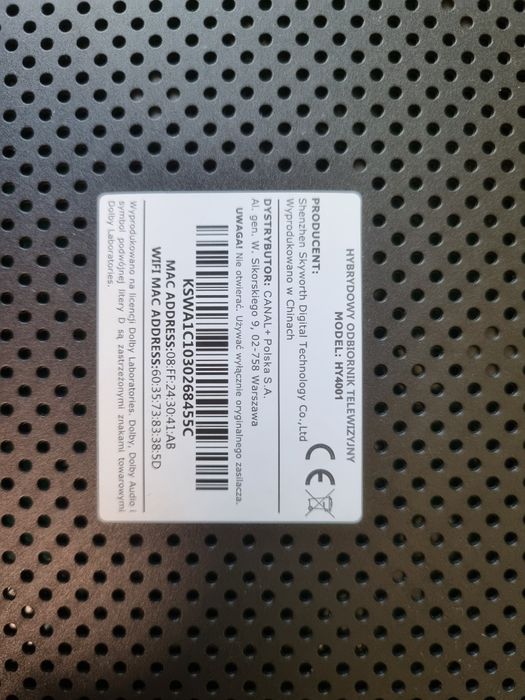 HYBRYDOWY ODBIORNIK TELEWIZYJNY
MODEL: HY4001
PRODUCENT:
Shenzhen Skyworth Digital Technology Co.,Ltd
Wyprodukowano w Chinach
CE
DYSTRYBUTOR: CANAL+ Polska S.A.
Al. gen. W. Sikorskiego 9, 02-758 Warszawa
UWAGA! Nie otwierać. Używać wyłącznie oryginalnego zasilacza.
KSWA1C1030268455C
MAC ADDRESS:08:FF:24:30:41:AB
WIFI MAC ADDRESS:60:35:73:83:38:5D
Wyprodukowano na licencji Dolby Laboratories. Dolby, Dolby Audio i
symbol podwójnej litery D są zastrzeżonymi znakami towarowymi
Dolby Laboratories.